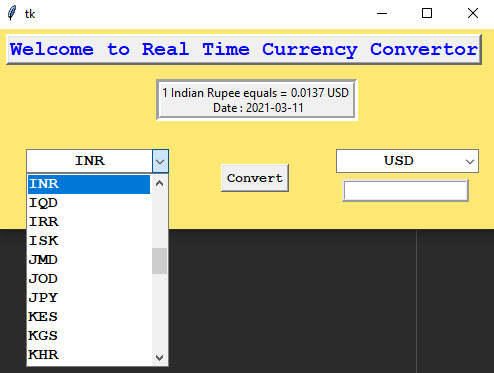 tk
Welcome to Real Time Currency Convertor
1 Indian Rupee equals = 0.0137 USD
Date : 2021-03-11
INR
USD
Convert
INR
IQD
IRR
ISK
JMD
JOD
JPY
KES
KGS
KHR